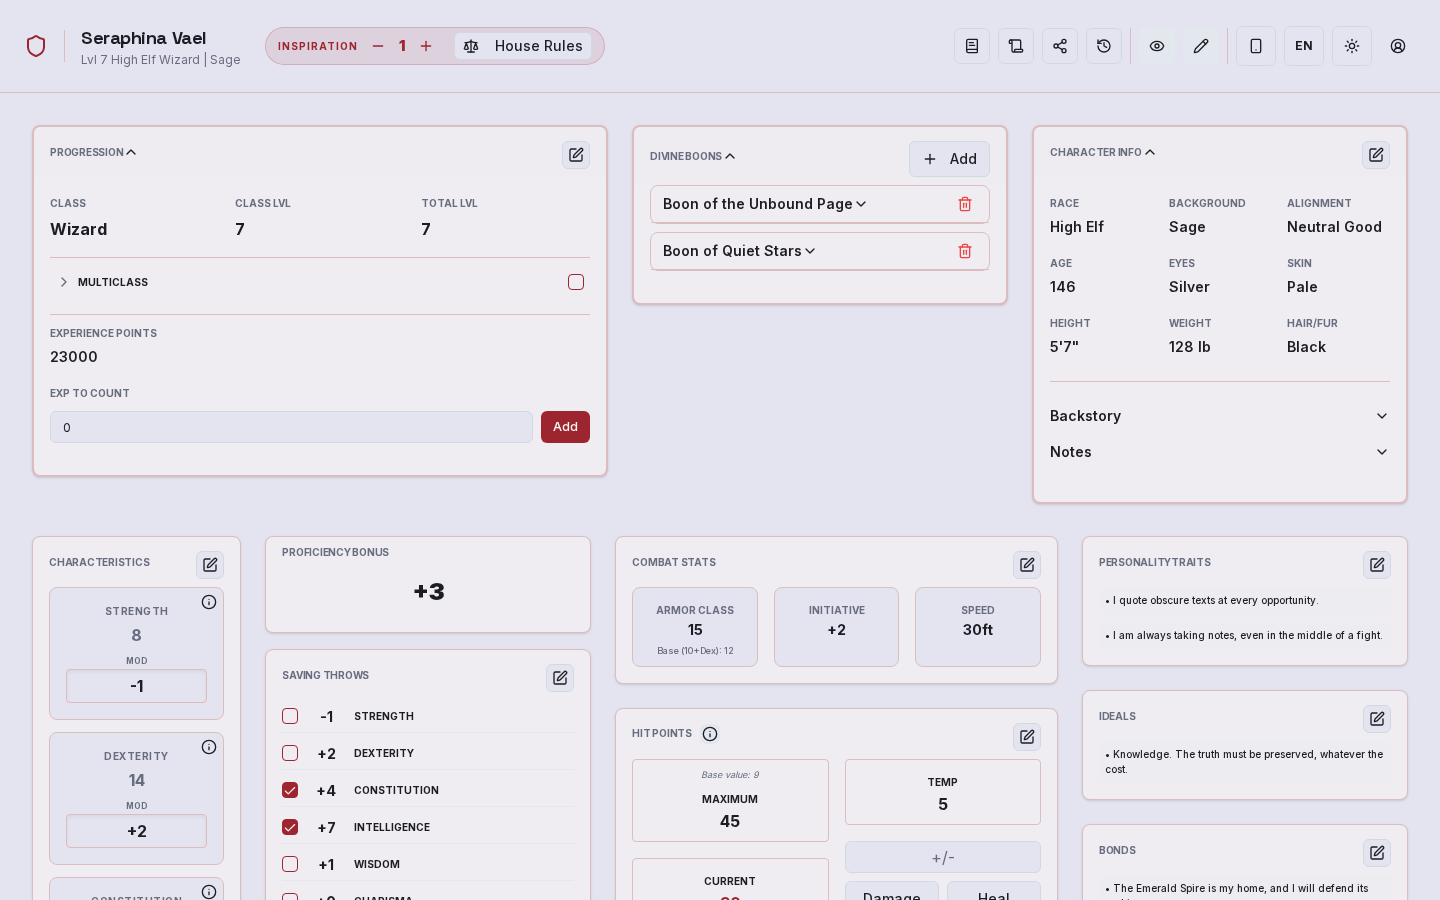 Seraphina Vael
Lvl 7 High Elf Wizard | Sage
INSPIRATION 1 House Rules
EN
PROGRESSION
CLASS CLASS LVL TOTAL LVL
Wizard 7 7
MULTICLASS
EXPERIENCE POINTS
23000
EXP TO COUNT
0 Add
DIVINE BOONS Add
Boon of the Unbound Page
Boon of Quiet Stars
CHARACTER INFO
RACE BACKGROUND ALIGNMENT
High Elf Sage Neutral Good
AGE EYES SKIN
146 Silver Pale
HEIGHT WEIGHT HAIR/FUR
5'7" 128 lb Black
Backstory
Notes
CHARACTERISTICS
STRENGTH
8
MOD
-1
DEXTERITY
14
MOD
+2
CONSTITUTION
PROFICIENCY BONUS
+3
SAVING THROWS
-1 STRENGTH
+2 DEXTERITY
+4 CONSTITUTION
+7 INTELLIGENCE
+1 WISDOM
CHARISMA
COMBAT STATS
ARMOR CLASS INITIATIVE SPEED
15 +2 30ft
Base (10+Dex): 12
HIT POINTS
Base value: 9
MAXIMUM
45
TEMP
5
+/-
CURRENT
Damage Heal
PERSONALITY TRAITS
• I quote obscure texts at every opportunity.
• I am always taking notes, even in the middle of a fight.
IDEALS
• Knowledge. The truth must be preserved, whatever the
cost.
BONDS
• The Emerald Spire is my home, and I will defend its